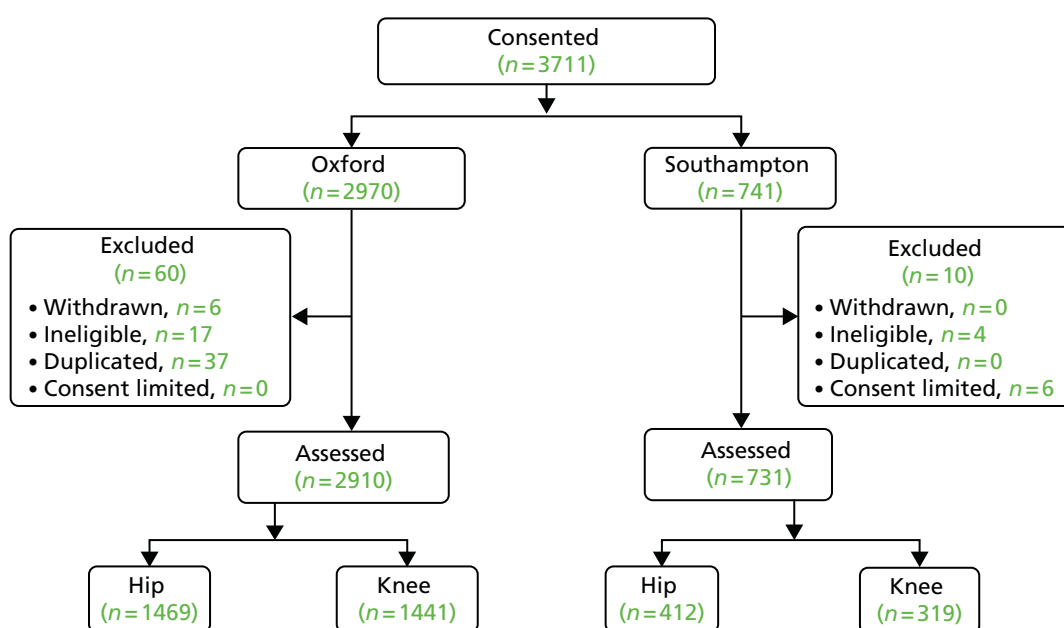 Consented
(n=3711)
Oxford
(n=2970)
Southampton
(n=741)
Excluded
(n=60)
• Withdrawn, n=6
• Ineligible, n=17
• Duplicated, n=37
• Consent limited, n=0
Excluded
(n=10)
• Withdrawn, n=0
• Ineligible, n=4
• Duplicated, n=0
• Consent limited, n=6
Assessed
(n=2910)
Assessed
(n=731)
Hip
(n=1469)
Knee
(n=1441)
Hip
(n=412)
Knee
(n=319)